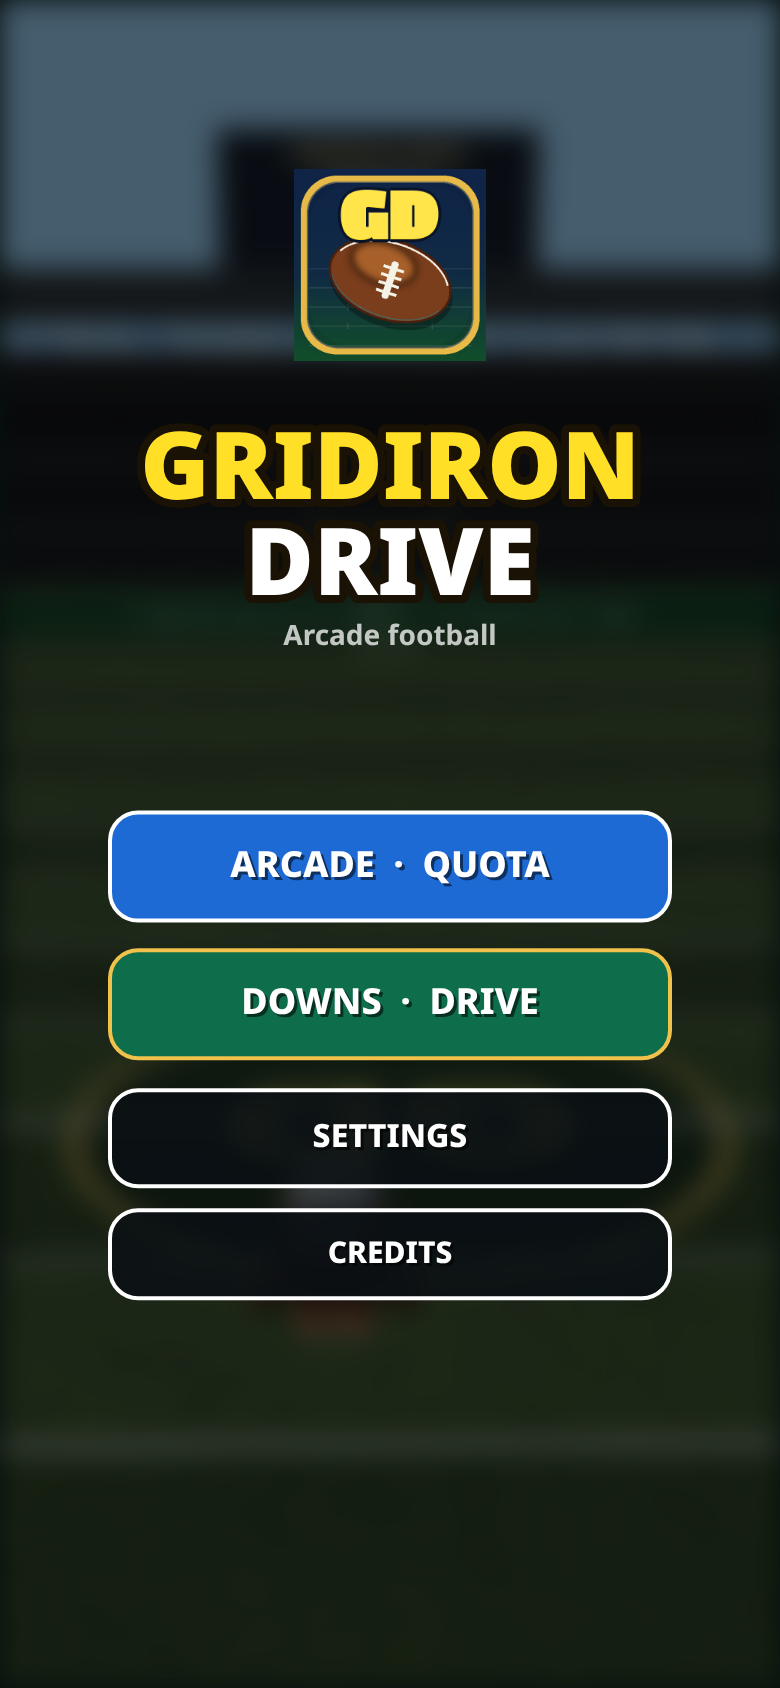 GD
GRIDIRON
DRIVE
Arcade football
ARCADE · QUOTA
DOWNS · DRIVE
SETTINGS
CREDITS